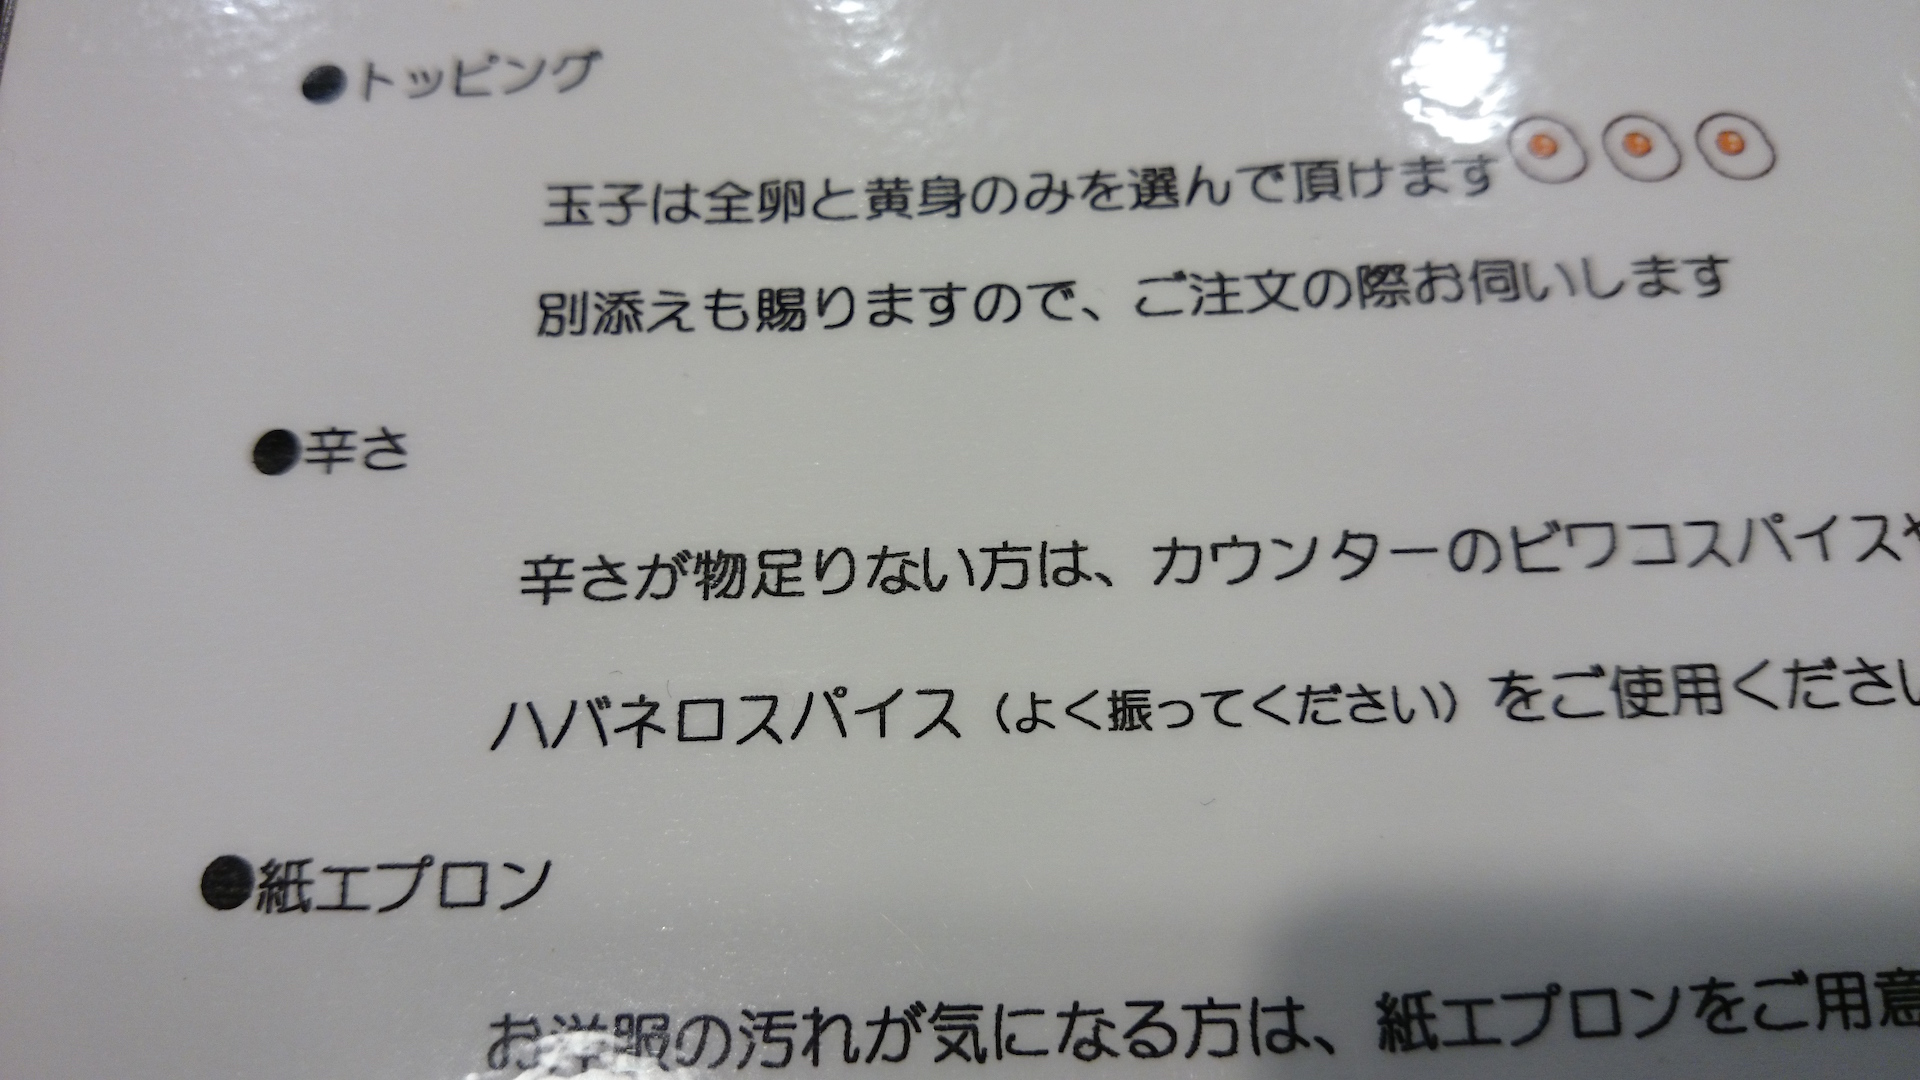 ●トッピング
玉子は全卵と黄身のみを選んで頂けます
別添えも賜りますので、ご注文の際お伺いします
●辛さ
辛さが物足りない方は、カウンターのビワコスパイスや
ハバネロスパイス（よく振ってください）をご使用くださ
●紙エプロン
お洋服の汚れが気になる方は、紙エプロンをご用意